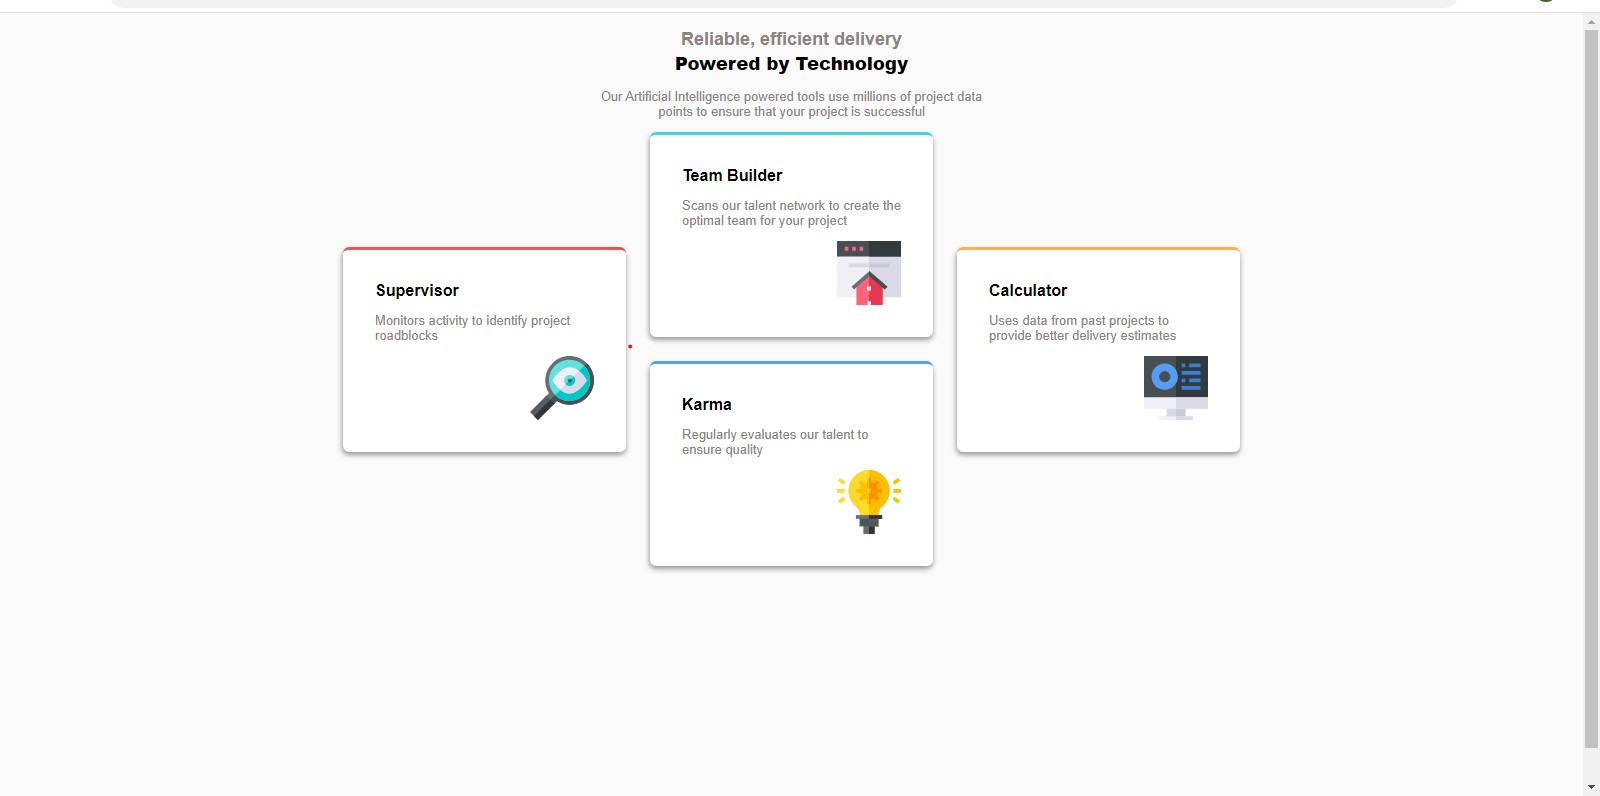 Reliable, efficient delivery
Powered by Technology
Our Artificial Intelligence powered tools use millions of project data
points to ensure that your project is successful
Team Builder
Scans our talent network to create the
optimal team for your project
Supervisor
Monitors activity to identify project
roadblocks
Calculator
Uses data from past projects to
provide better delivery estimates
Karma
Regularly evaluates our talent to
ensure quality